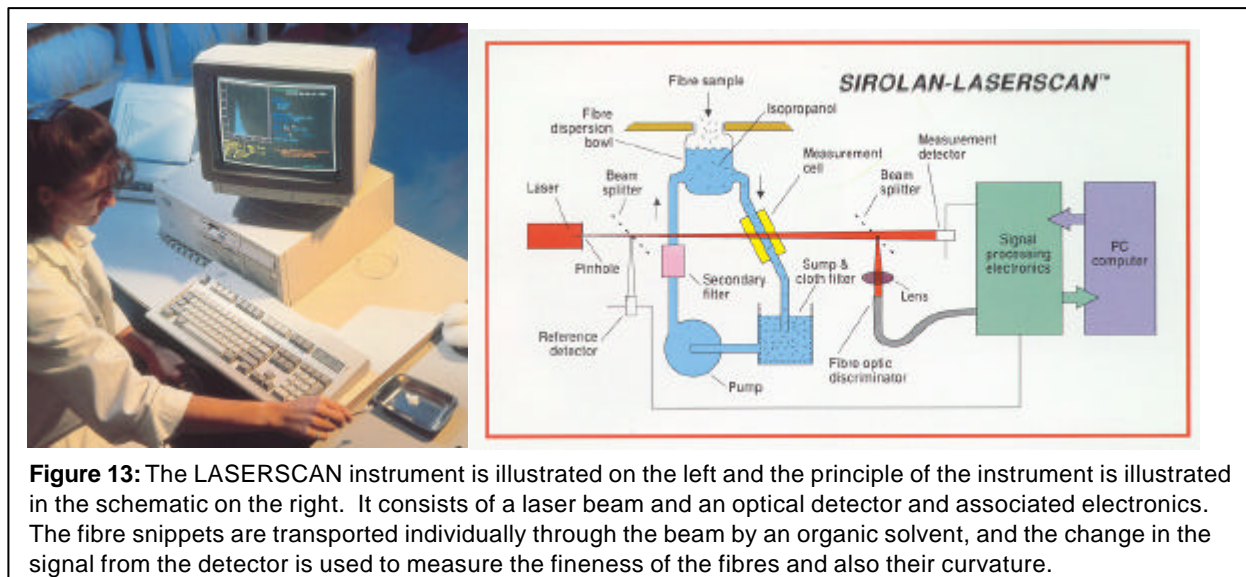 SIROLAN-LASERSCAN™
Fibre sample
Isopropanol
Fibre
dispersion
bowl
Measurement
detector
Measurement
cell
Beam
splitter
Beam
splitter
Laser
Pinhole
Signal
processing
electronics
PC
computer
Secondary
filter
Sump &
cloth filter
Lens
Reference
detector
Pump
Fibre optic
discriminator
Figure 13: The LASERSCAN instrument is illustrated on the left and the principle of the instrument is illustrated
in the schematic on the right. It consists of a laser beam and an optical detector and associated electronics.
The fibre snippets are transported individually through the beam by an organic solvent, and the change in the
signal from the detector is used to measure the fineness of the fibres and also their curvature.